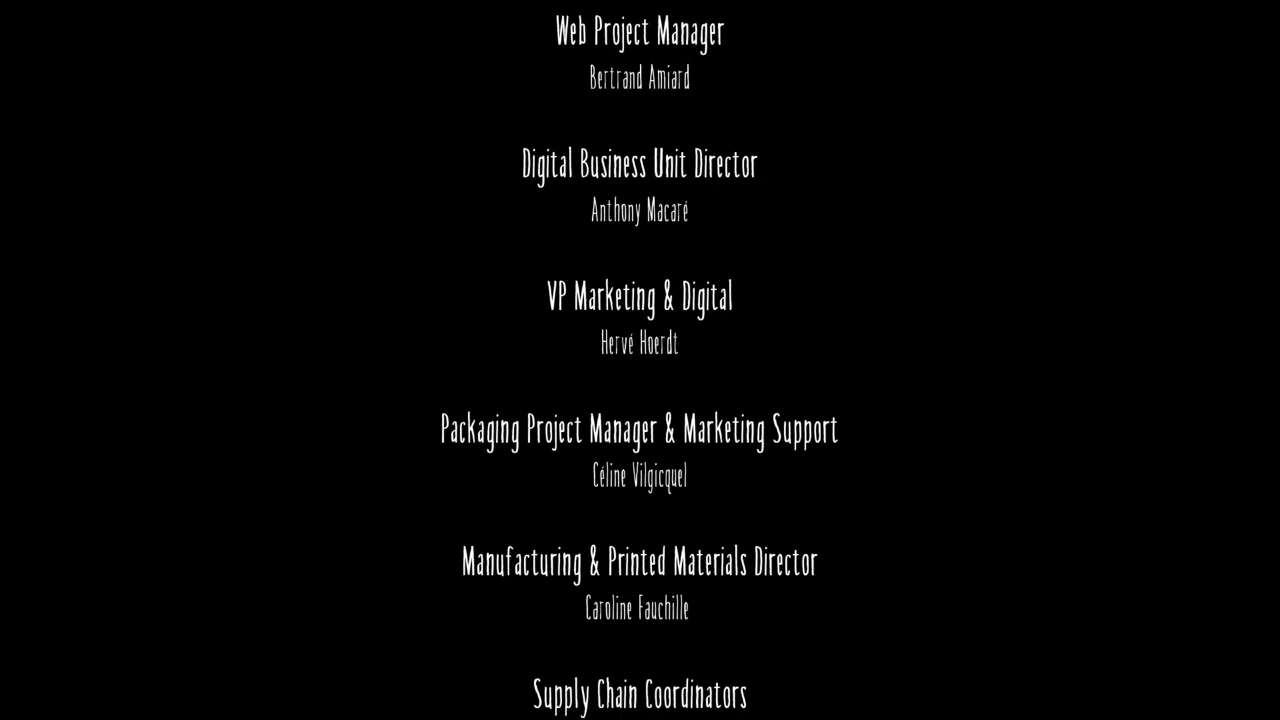 Web Project Manager
Bertrand Amiard
Digital Business Unit Director
Anthony Macaré
VP Marketing & Digital
Hervé Hoerdt
Packaging Project Manager & Marketing Support
Céline Vilgicquel
Manufacturing & Printed Materials Director
Caroline Fauchille
Supply Chain Coordinators